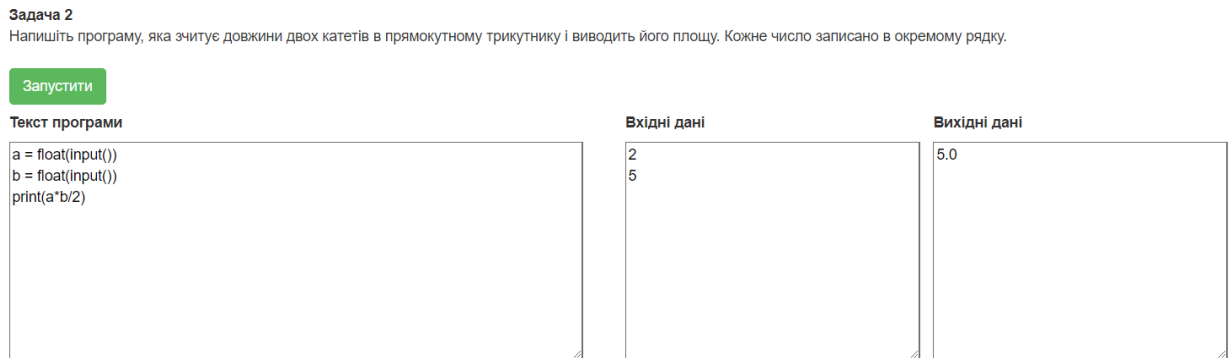 Задача 2
Напишіть програму, яка зчитує довжини двох катетів в прямокутному трикутнику і виводить його площу. Кожне число записано в окремому рядку.
Запустити
Текст програми
Вхідні дані
Вихідні дані
a = float(input())
b = float(input())
print(a*b/2)
2
5
5.0